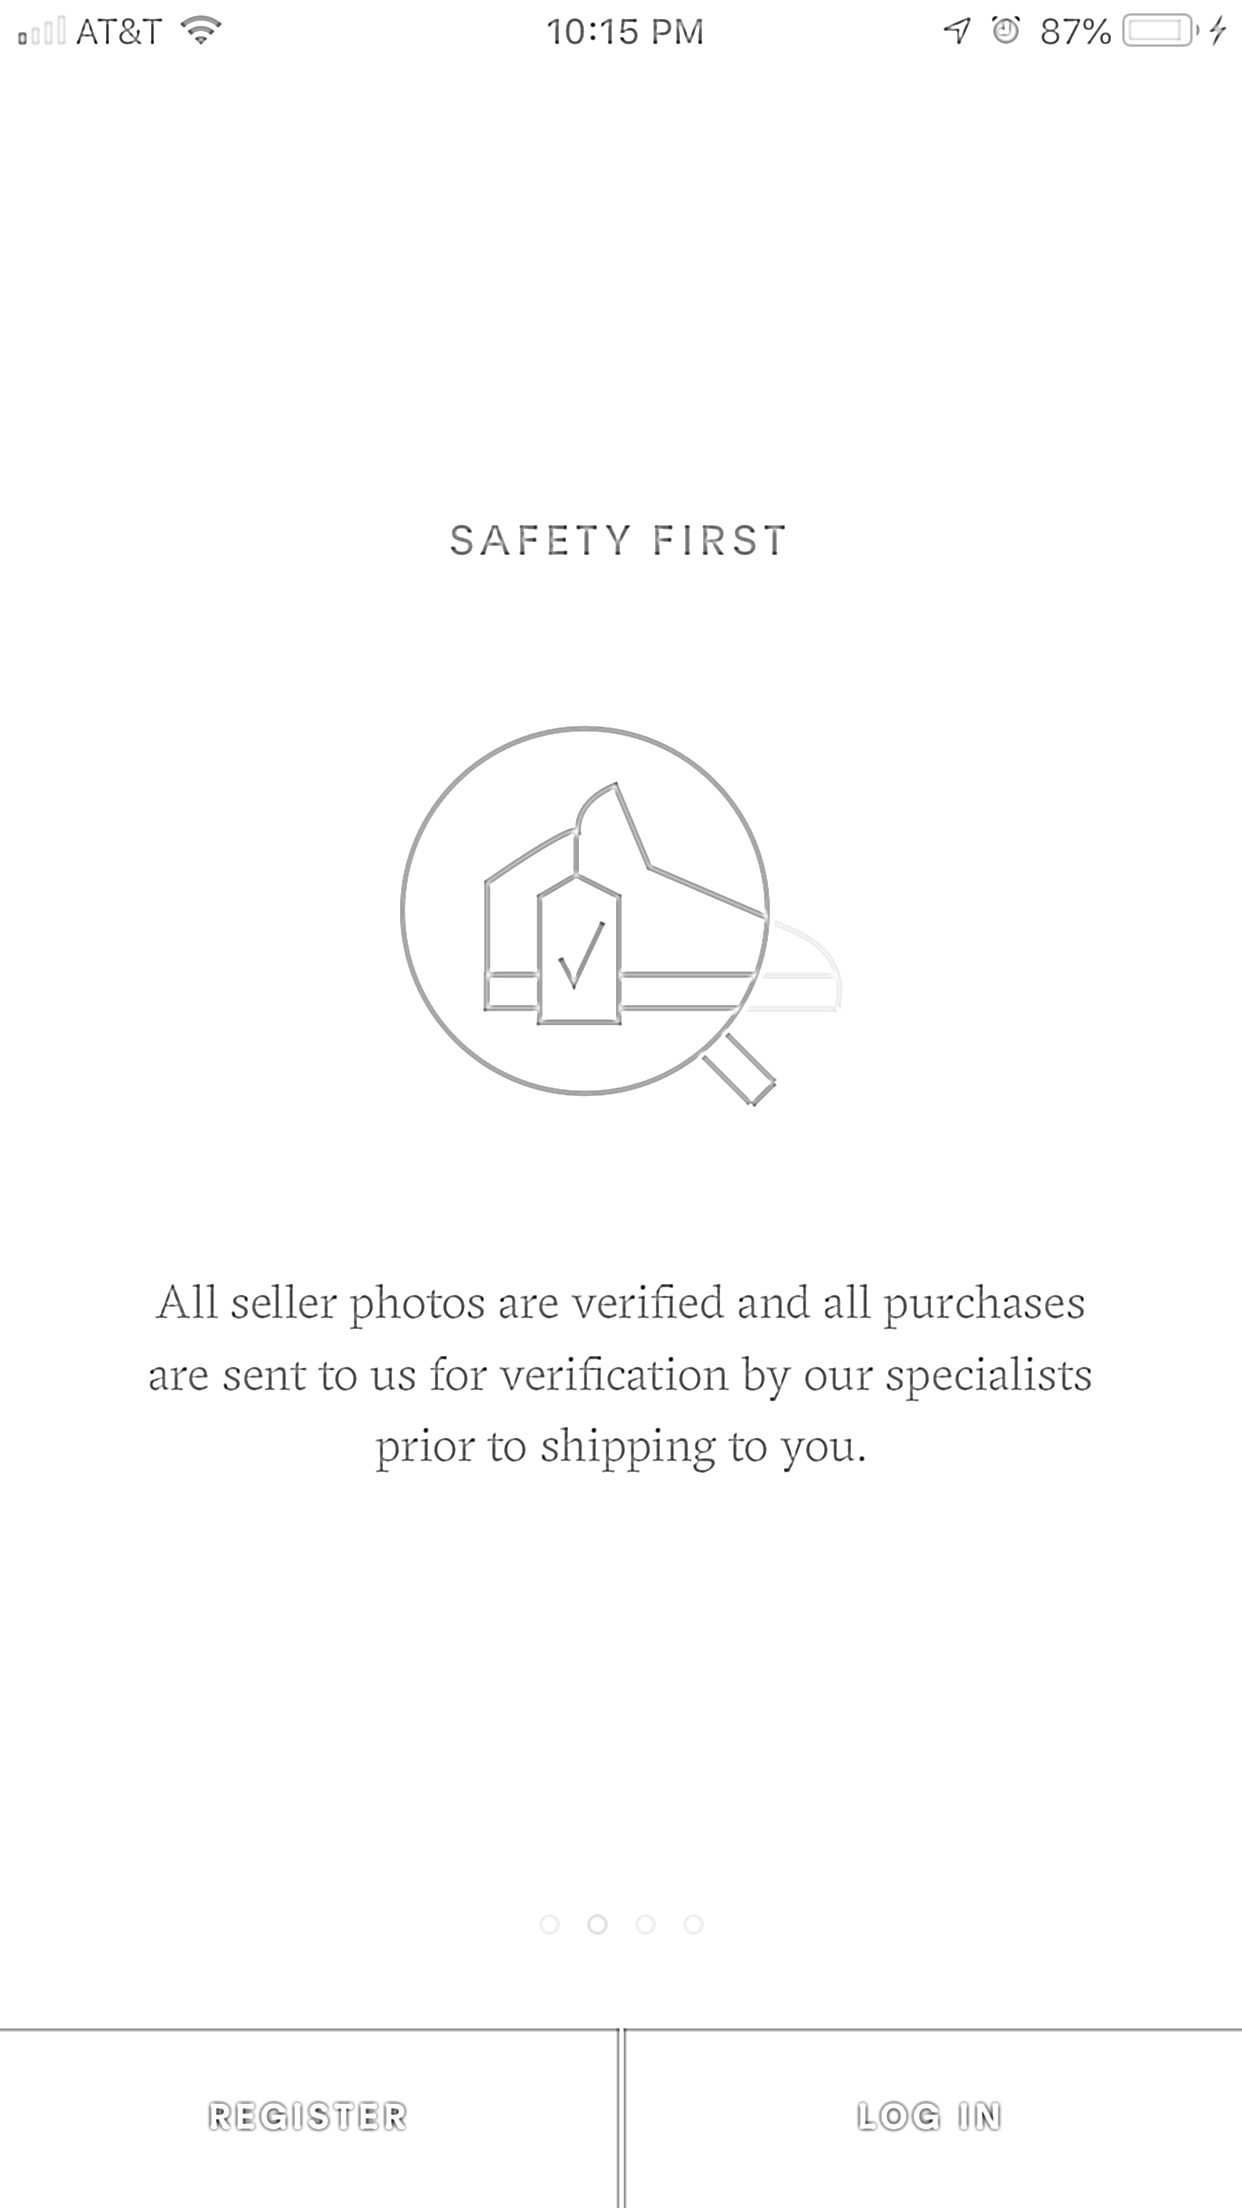 AT&T 10:15 PM 87%
SAFETY FIRST
All seller photos are verified and all purchases
are sent to us for verification by our specialists
prior to shipping to you.
REGISTER LOG IN